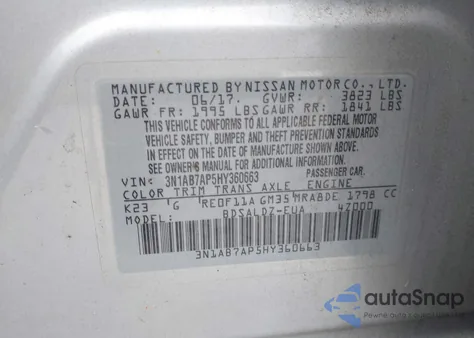 MANUFACTURED BY NISSAN MOTOR CO., LTD.
DATE: 06/17. GVWR: 3823 LBS
GAWR FR: 1995 LBS GAWR RR: 1841 LBS
THIS VEHICLE CONFORMS TO ALL APPLICABLE FEDERAL MOTOR
VEHICLE SAFETY, BUMPER AND THEFT PREVENTION STANDARDS
IN EFFECT ON THE DATE OF MANUFACTURE SHOWN ABOVE.
SEE OWNER'S MANUAL FOR ADDITIONAL INSTRUCTIONS.
VIN: 3N1AB7AP5HY360663 PASSENGER CAR.
COLOR TRIM TRANS AXLE ENGINE
K23 G RE0F11A GM35 MRA8DE 1798 CC
MODEL: BDSALDZ-EUA 47000
3N1AB7AP5HY360663
autoSnap